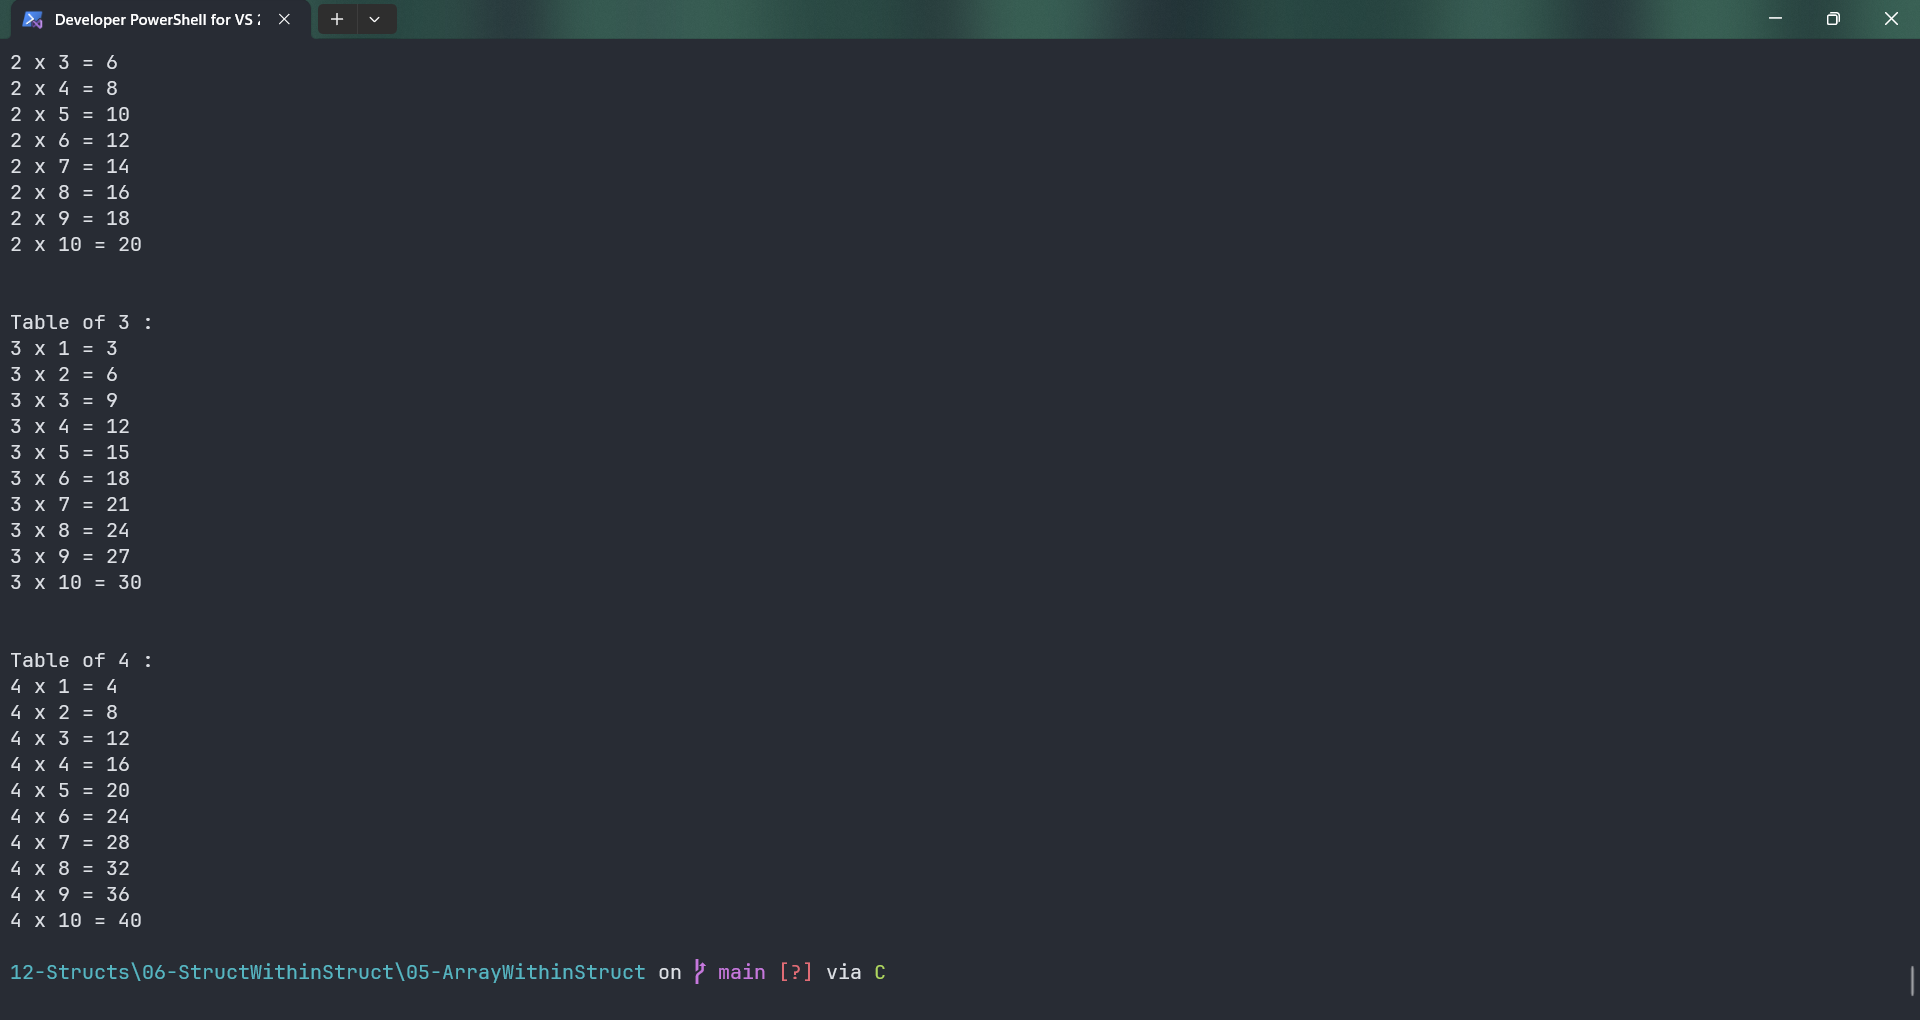 Developer PowerShell for VS
2 x 3 = 6
2 x 4 = 8
2 x 5 = 10
2 x 6 = 12
2 x 7 = 14
2 x 8 = 16
2 x 9 = 18
2 x 10 = 20
Table of 3 :
3 x 1 = 3
3 x 2 = 6
3 x 3 = 9
3 x 4 = 12
3 x 5 = 15
3 x 6 = 18
3 x 7 = 21
3 x 8 = 24
3 x 9 = 27
3 x 10 = 30
Table of 4 :
4 x 1 = 4
4 x 2 = 8
4 x 3 = 12
4 x 4 = 16
4 x 5 = 20
4 x 6 = 24
4 x 7 = 28
4 x 8 = 32
4 x 9 = 36
4 x 10 = 40
12-Structs\06-StructWithinStruct\05-ArrayWithinStruct on main [?] via C